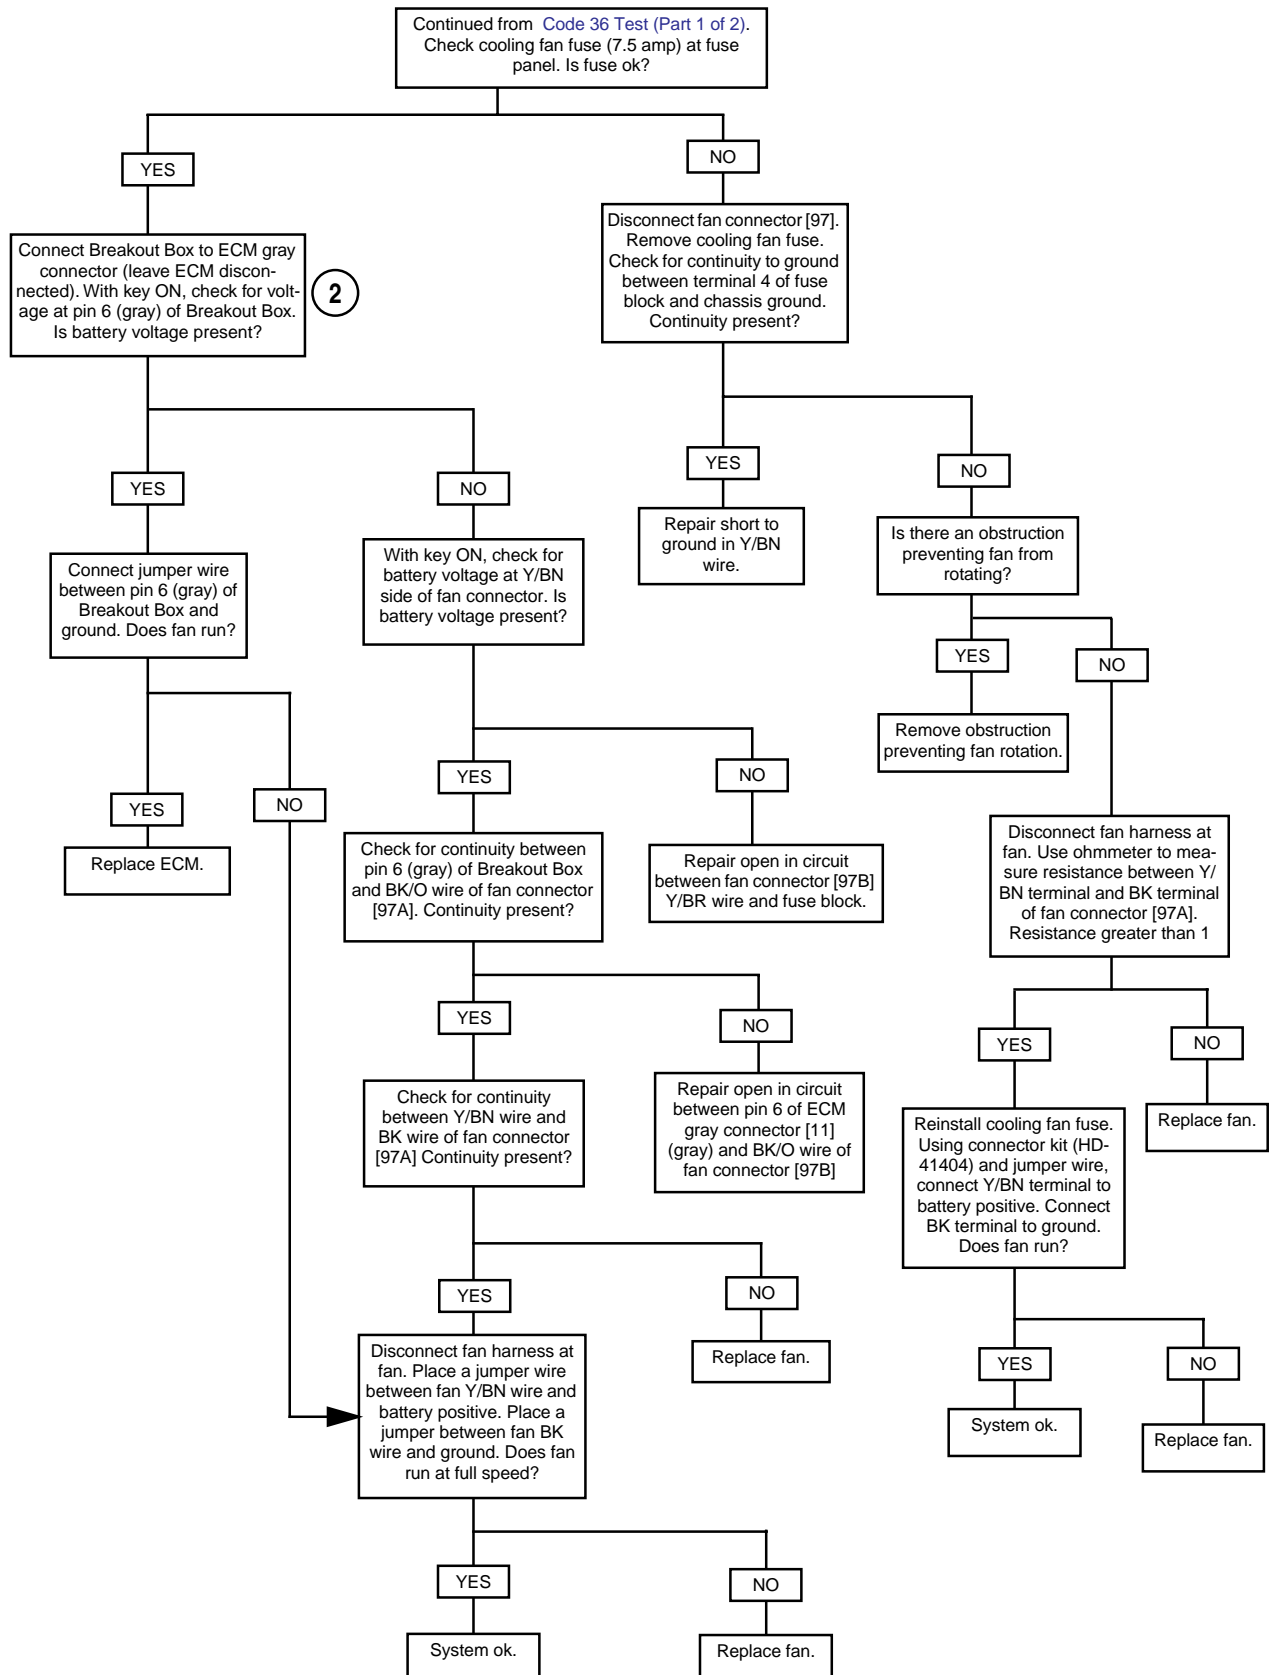 Continued from Code 36 Test (Part 1 of 2).
Check cooling fan fuse (7.5 amp) at fuse
panel. Is fuse ok?
YES
NO
Connect Breakout Box to ECM gray
connector (leave ECM discon-
nected). With key ON, check for volt-
age at pin 6 (gray) of Breakout Box.
Is battery voltage present?
2
Disconnect fan connector [97].
Remove cooling fan fuse.
Check for continuity to ground
between terminal 4 of fuse
block and chassis ground.
Continuity present?
YES
NO
YES
NO
Connect jumper wire
between pin 6 (gray) of
Breakout Box and
ground. Does fan run?
With key ON, check for
battery voltage at Y/BN
side of fan connector. Is
battery voltage present?
Repair short to
ground in Y/BN
wire.
Is there an obstruction
preventing fan from
rotating?
YES
NO
Remove obstruction
preventing fan rotation.
YES
NO
YES
NO
Replace ECM.
Check for continuity between
pin 6 (gray) of Breakout Box
and BK/O wire of fan connector
[97A]. Continuity present?
Repair open in circuit
between fan connector [97B]
Y/BR wire and fuse block.
Disconnect fan harness at
fan. Use ohmmeter to mea-
sure resistance between Y/
BN terminal and BK terminal
of fan connector [97A].
Resistance greater than 1
YES
NO
YES
NO
Check for continuity
between Y/BN wire and
BK wire of fan connector
[97A] Continuity present?
Repair open in circuit
between pin 6 of ECM
gray connector [11]
(gray) and BK/O wire of
fan connector [97B]
Reinstall cooling fan fuse.
Using connector kit (HD-
41404) and jumper wire,
connect Y/BN terminal to
battery positive. Connect
BK terminal to ground.
Does fan run?
Replace fan.
YES
NO
YES
NO
Disconnect fan harness at
fan. Place a jumper wire
between fan Y/BN wire and
battery positive. Place a
jumper between fan BK
wire and ground. Does fan
run at full speed?
Replace fan.
System ok.
Replace fan.
YES
NO
System ok.
Replace fan.